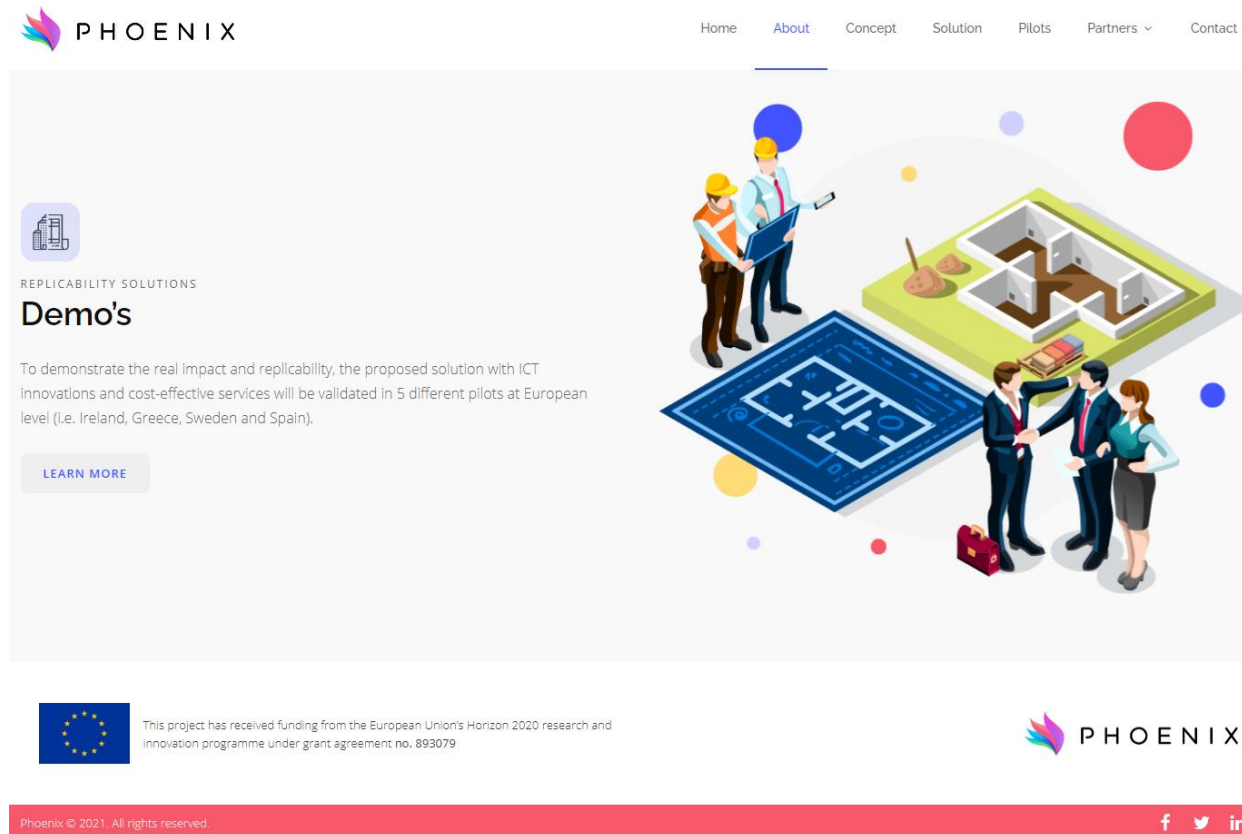 PHOENIX
Home About Concept Solution Pilots Partners Contact
REPLICABILITY SOLUTIONS
Demo's
To demonstrate the real impact and replicability, the proposed solution with ICT
innovations and cost-effective services will be validated in 5 different pilots at European
level (i.e. Ireland, Greece, Sweden and Spain).
LEARN MORE
This project has received funding from the European Union's Horizon 2020 research and
innovation programme under grant agreement no. 893079
PHOENIX
Phoenix © 2021. All rights reserved.